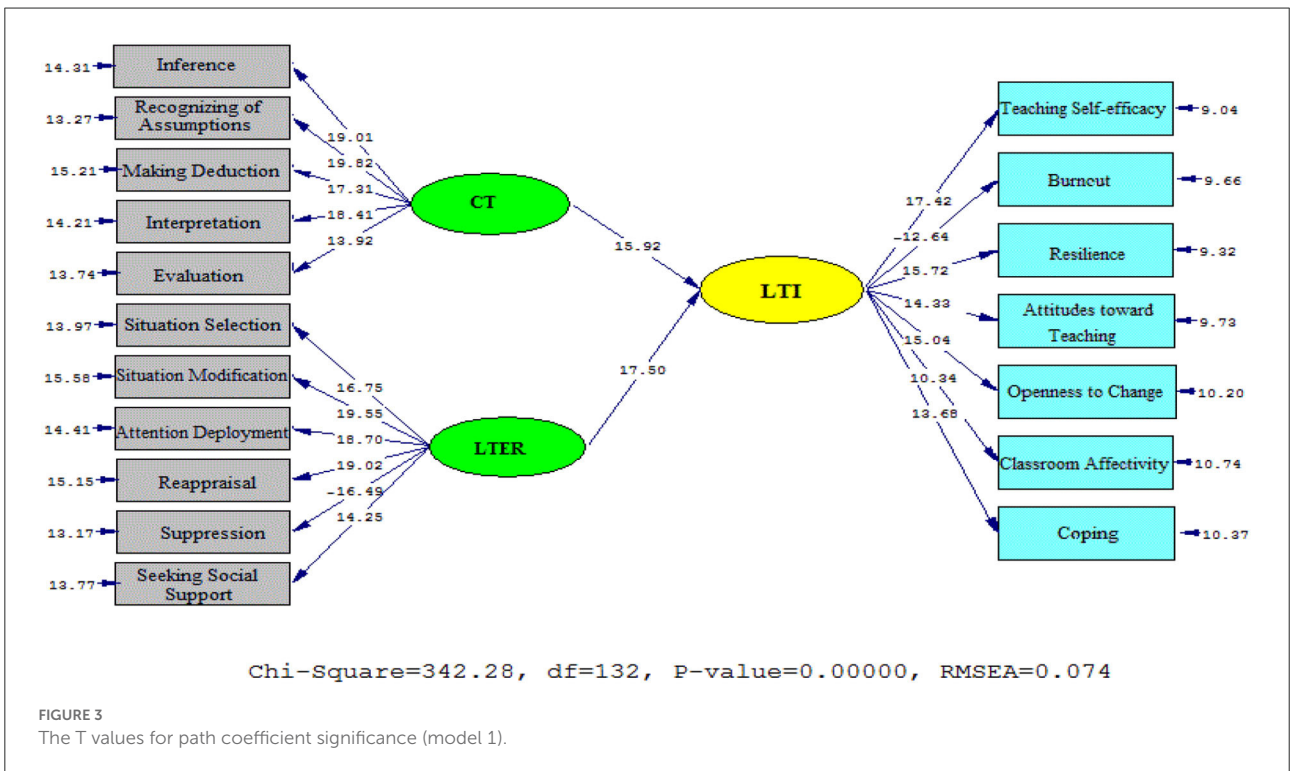 14.31
Inference
13.27
Recognizing of
Assumptions
15.21
Making Deduction
14.21
Interpretation
13.74
Evaluation
13.97
Situation Selection
15.58
Situation Modification
14.41
Attention Deployment
15.15
Reappraisal
13.17
Suppression
13.77
Seeking Social
Support
19.01
19.82
17.31
18.41
13.92
CT
16.75
19.55
18.70
19.02
-16.49
14.25
LTER
15.92
17.50
LTI
17.42
-12.64
15.72
14.33
15.04
10.34
13.68
Teaching Self-efficacy
9.04
Burnout
9.66
Resilience
9.32
Attitudes toward
Teaching
9.73
Openness to Change
10.20
Classroom Affectivity
10.74
Coping
10.37
Chi-Square=342.28, df=132, P-value=0.00000, RMSEA=0.074
FIGURE 3
The T values for path coefficient significance (model 1).